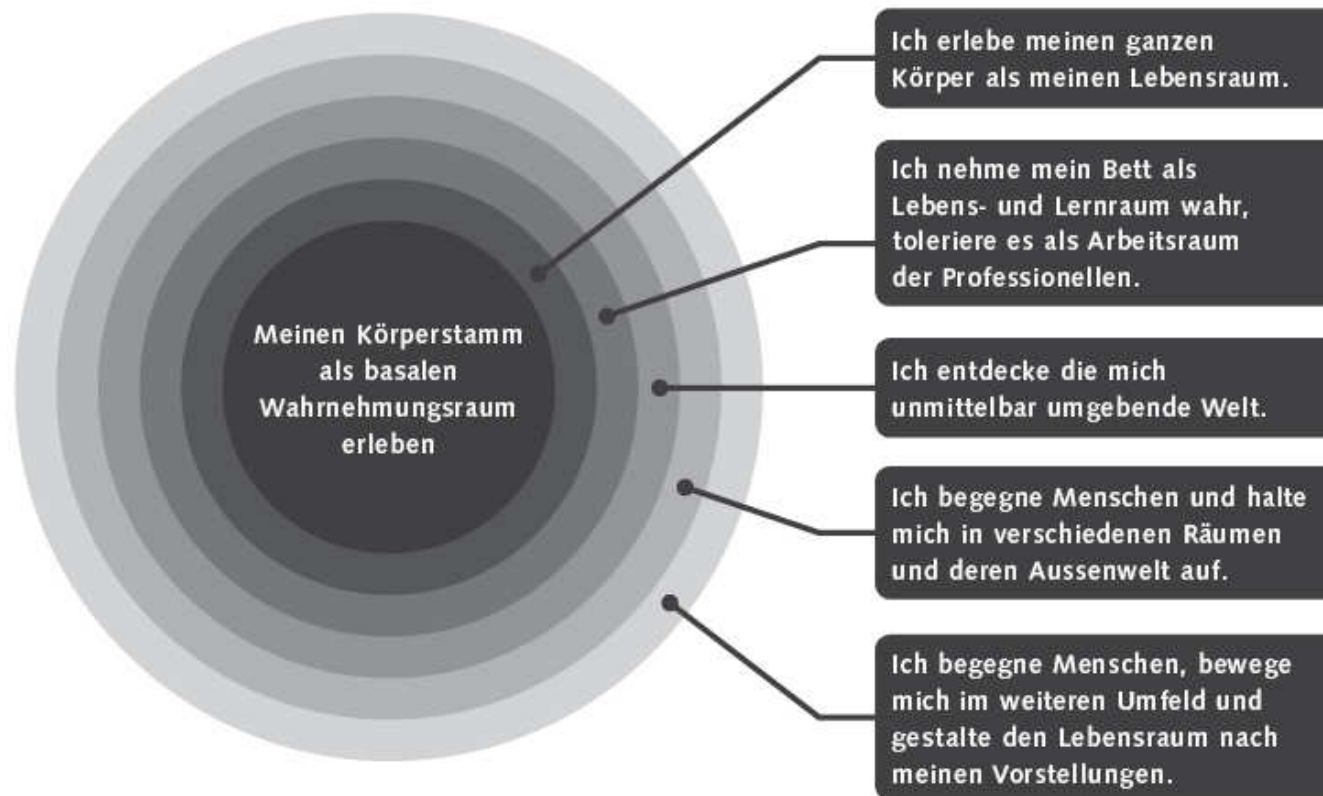 Meinen Körperstamm
als basalen
Wahrnehmungsraum
erleben
Ich erlebe meinen ganzen
Körper als meinen Lebensraum.
Ich nehme mein Bett als
Lebens- und Lernraum wahr,
toleriere es als Arbeitsraum
der Professionellen.
Ich entdecke die mich
unmittelbar umgebende Welt.
Ich begegne Menschen und halte
mich in verschiedenen Räumen
und deren Aussenwelt auf.
Ich begegne Menschen, bewege
mich im weiteren Umfeld und
gestalte den Lebensraum nach
meinen Vorstellungen.